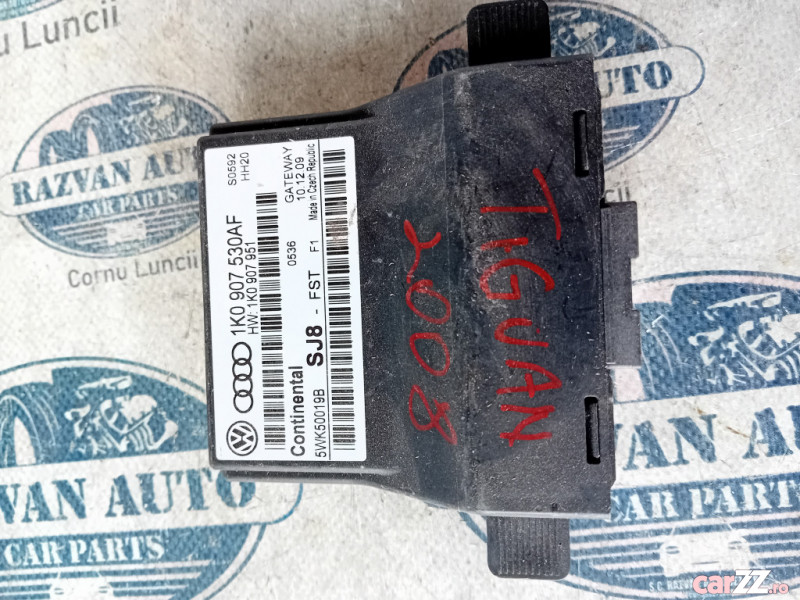 1K0 907 530AF
HW: 1K0 907 951
S0592
HH20
Continental
5WK50019B
SJ8 - FST
0536
F1
GATEWAY
10.12.09
Made in Czech Republic
TIGUAN
2008
Cornu Luncii
RAZVAN AUTO
CAR PARTS
Cornu Luncii
RAZVAN AUTO
VAN AUTO
CAR PARTS
CAR PARTS
S.C. RAZVAN
carzz.ro